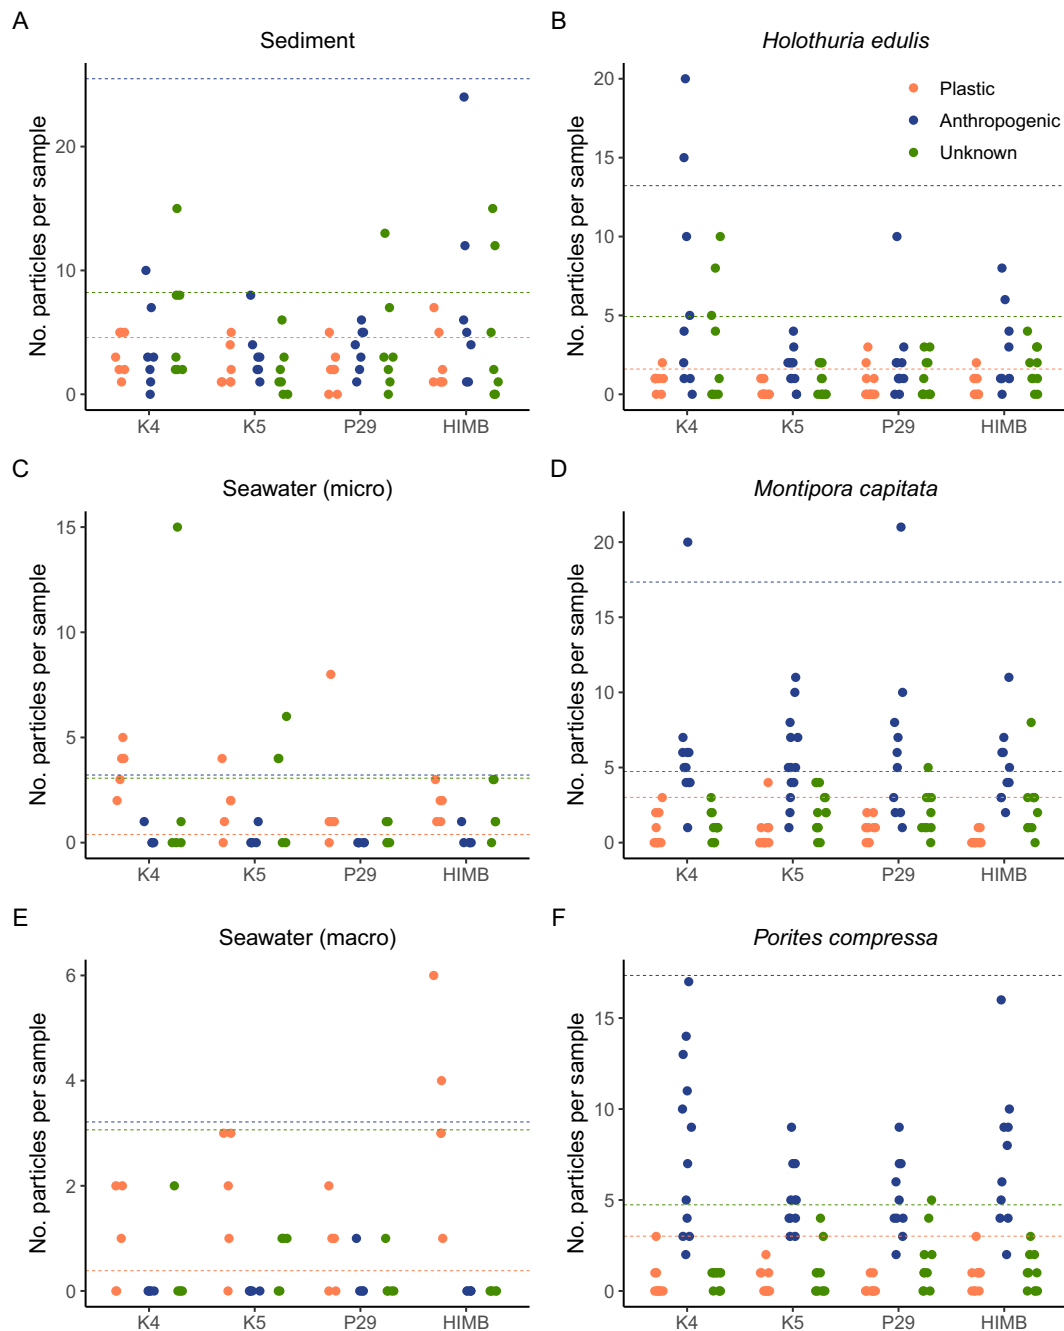 A
Sediment
No. particles per sample
20
10
0
K4 K5 P29 HIMB
B
Holothuria edulis
No. particles per sample
20
15
10
5
0
Plastic
Anthropogenic
Unknown
K4 K5 P29 HIMB
C
Seawater (micro)
No. particles per sample
15
10
5
0
K4 K5 P29 HIMB
D
Montipora capitata
No. particles per sample
20
15
10
5
0
K4 K5 P29 HIMB
E
Seawater (macro)
No. particles per sample
6
4
2
0
K4 K5 P29 HIMB
F
Porites compressa
No. particles per sample
15
10
5
0
K4 K5 P29 HIMB